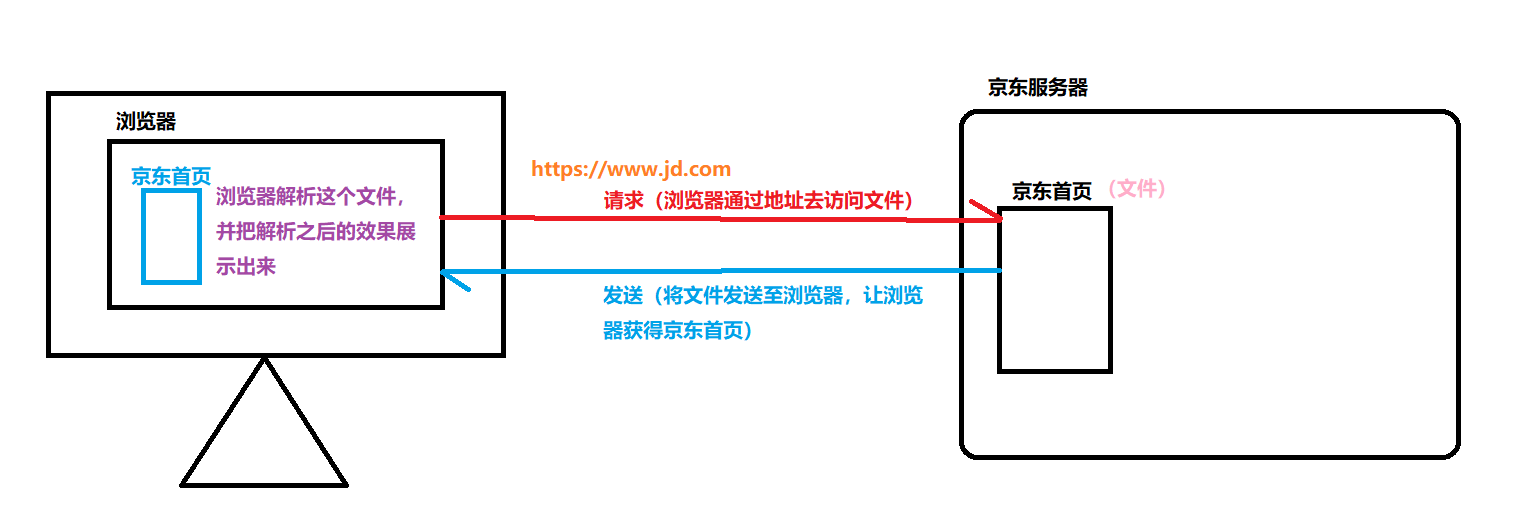 浏览器
京东首页
浏览器解析这个文件，
并把解析之后的效果展
示出来
https://www.jd.com
请求（浏览器通过地址去访问文件）
发送（将文件发送至浏览器，让浏览
器获得京东首页）
京东服务器
京东首页（文件）